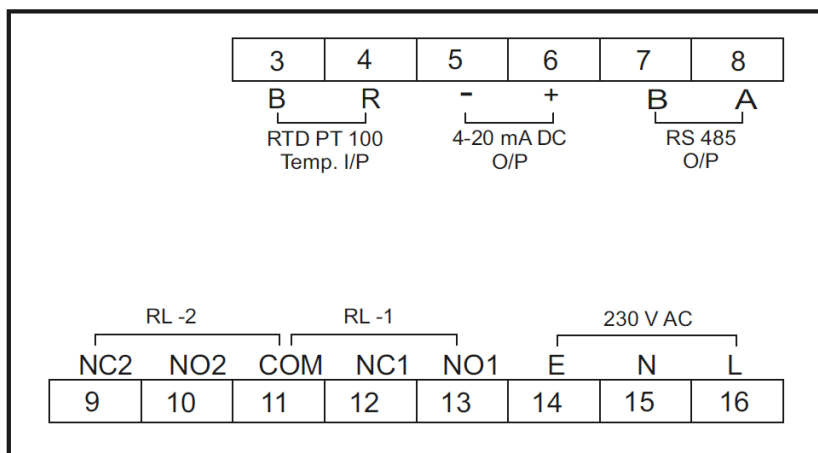 3 4 5 6 7 8
B R - + B A
RTD PT 100 4-20 mA DC RS 485
Temp. I/P O/P O/P
RL -2 RL -1 230 V AC
NC2 NO2 COM NC1 NO1 E N L
9 10 11 12 13 14 15 16